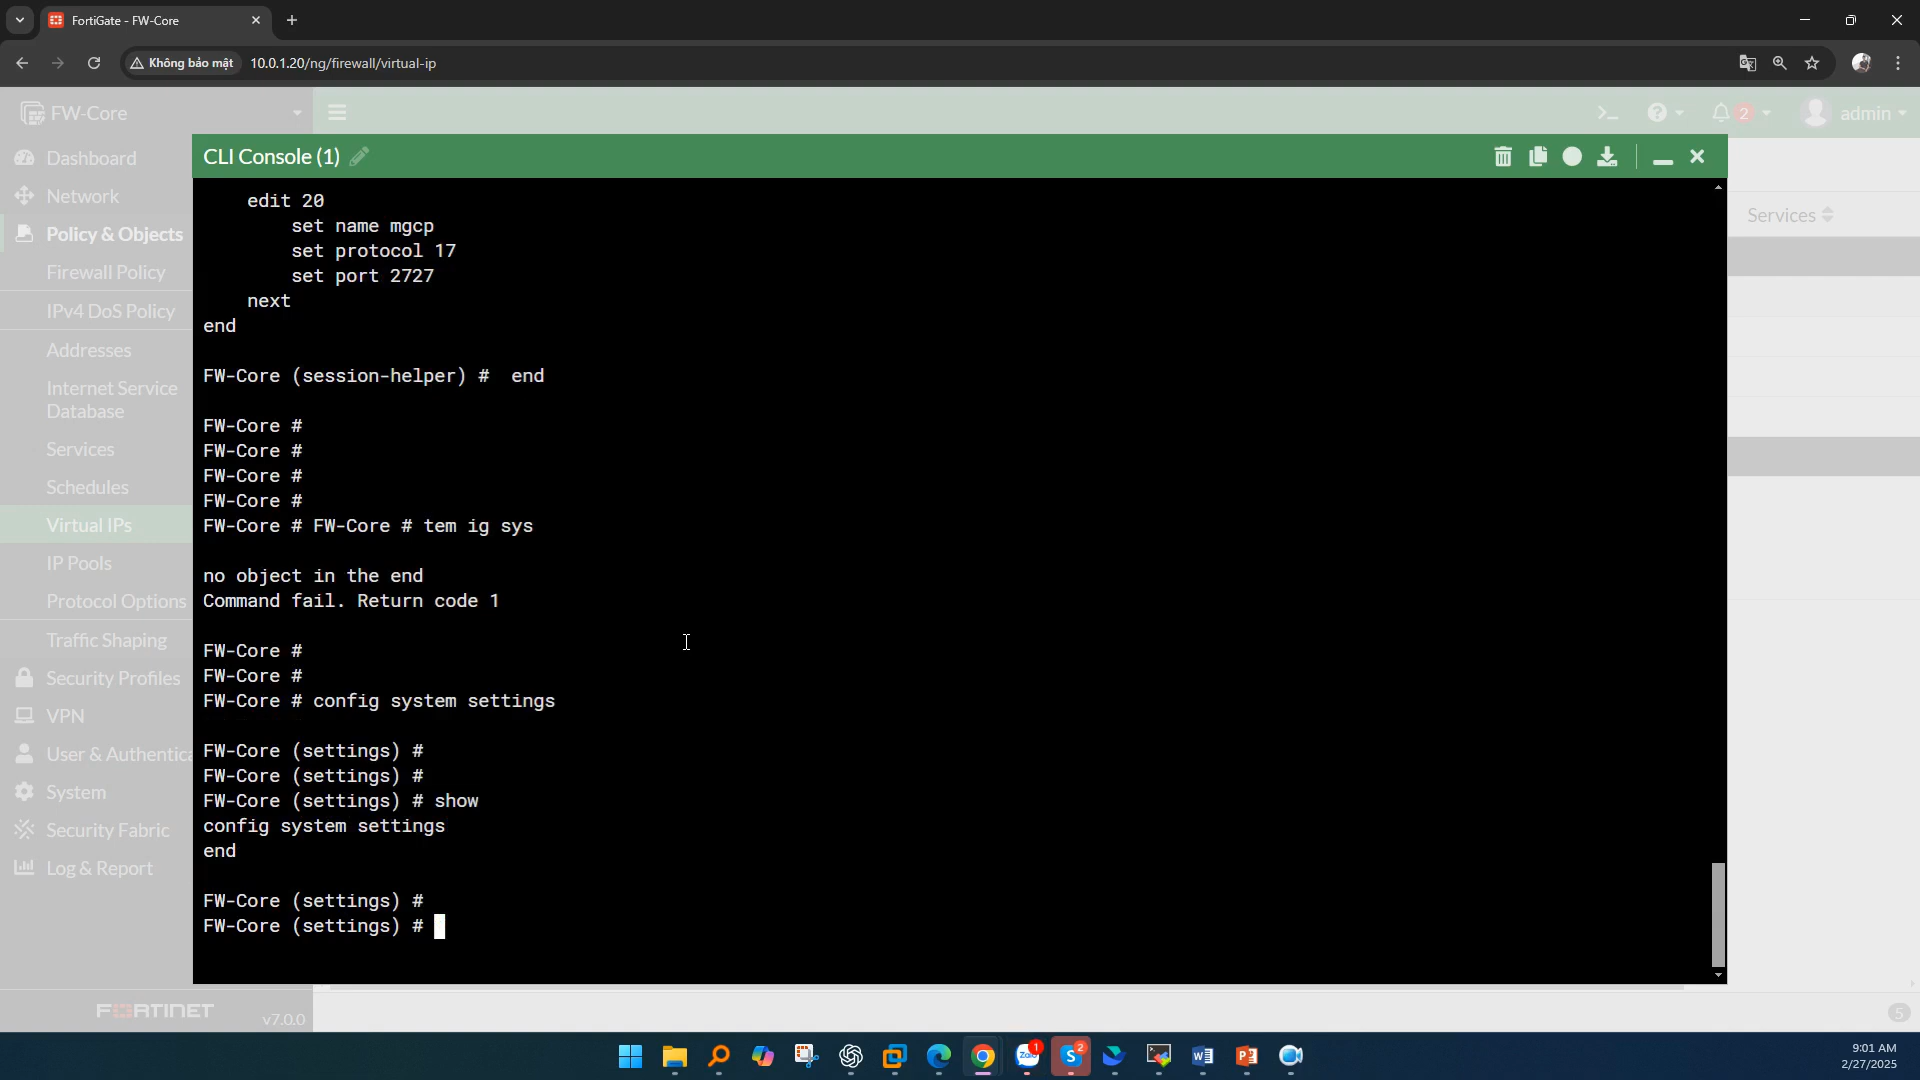 FortiGate - FW-Core
Không bảo mật
10.0.1.20/ng/firewall/virtual-ip
FW-Core
2
admin
Dashboard
Network
Policy & Objects
Firewall Policy
IPv4 DoS Policy
Addresses
Internet Service
Database
Services
Schedules
Virtual IPs
IP Pools
Protocol Options
Traffic Shaping
Security Profiles
VPN
User & Authentica
System
Security Fabric
Log & Report
FORTINET
v7.0.0
CLI Console (1)
edit 20
set name mgcp
set protocol 17
set port 2727
next
end
FW-Core (session-helper) #  end
FW-Core #
FW-Core #
FW-Core #
FW-Core #
FW-Core # FW-Core # tem ig sys
no object in the end
Command fail. Return code 1
FW-Core #
FW-Core #
FW-Core # config system settings
FW-Core (settings) #
FW-Core (settings) #
FW-Core (settings) # show
config system settings
end
FW-Core (settings) #
FW-Core (settings) #
Services
5
Zalo
1
S
2
W
P
9:01 AM
2/27/2025